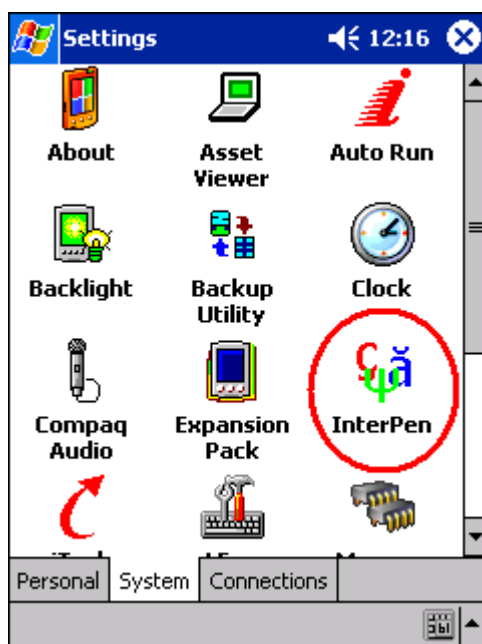 Settings 12:16
About Asset Viewer Auto Run
Backlight Backup Utility Clock
Compaq Audio Expansion Pack InterPen
Personal System Connections